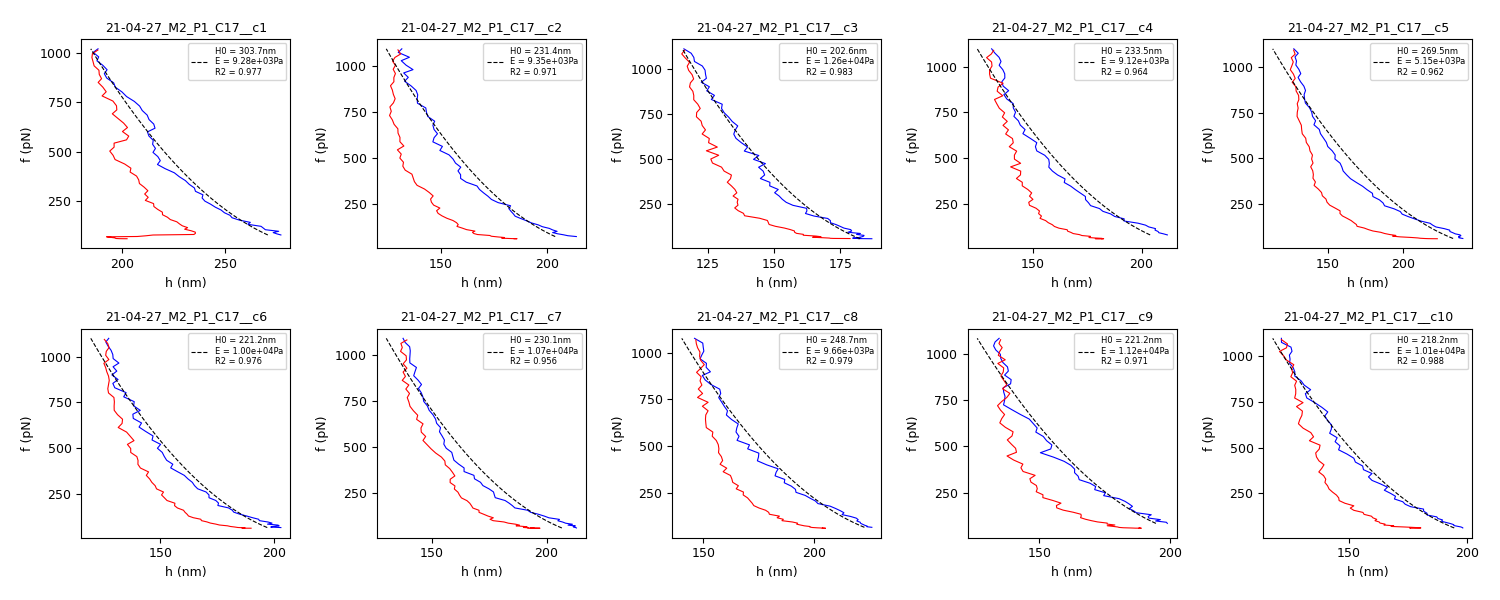 21-04-27_M2_P1_C17__c1
H0 = 303.7nm
E = 9.28e+03Pa
R2 = 0.977
1000
750
500
250
f (pN)
200 250
h (nm)
21-04-27_M2_P1_C17__c2
H0 = 231.4nm
E = 9.35e+03Pa
R2 = 0.971
1000
750
500
250
f (pN)
150 200
h (nm)
21-04-27_M2_P1_C17__c3
H0 = 202.6nm
E = 1.26e+04Pa
R2 = 0.983
1000
750
500
250
f (pN)
125 150 175
h (nm)
21-04-27_M2_P1_C17__c4
H0 = 233.5nm
E = 9.12e+03Pa
R2 = 0.964
1000
750
500
250
f (pN)
150 200
h (nm)
21-04-27_M2_P1_C17__c5
H0 = 269.5nm
E = 5.15e+03Pa
R2 = 0.962
1000
750
500
250
f (pN)
150 200
h (nm)
21-04-27_M2_P1_C17__c6
H0 = 221.2nm
E = 1.00e+04Pa
R2 = 0.976
1000
750
500
250
f (pN)
150 200
h (nm)
21-04-27_M2_P1_C17__c7
H0 = 230.1nm
E = 1.07e+04Pa
R2 = 0.956
1000
750
500
250
f (pN)
150 200
h (nm)
21-04-27_M2_P1_C17__c8
H0 = 248.7nm
E = 9.66e+03Pa
R2 = 0.979
1000
750
500
250
f (pN)
150 200
h (nm)
21-04-27_M2_P1_C17__c9
H0 = 221.2nm
E = 1.12e+04Pa
R2 = 0.971
1000
750
500
250
f (pN)
150 200
h (nm)
21-04-27_M2_P1_C17__c10
H0 = 218.2nm
E = 1.01e+04Pa
R2 = 0.988
1000
750
500
250
f (pN)
150 200
h (nm)